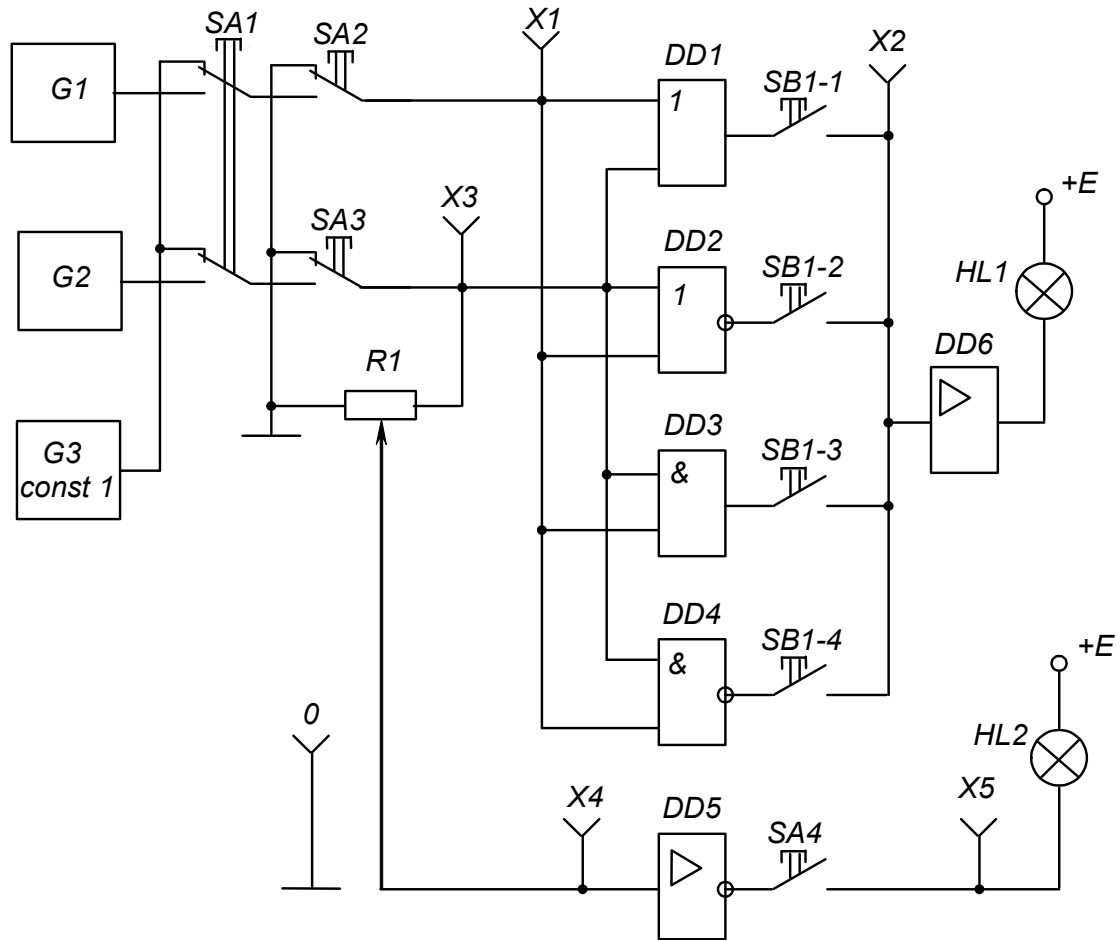 SA1
SA2
X1
DD1
X2
G1
SB1-1
1
+E
X3
SA3
DD2
SB1-2
G2
1
HL1
R1
DD6
G3
const 1
DD3
SB1-3
&
DD4
SB1-4
&
+E
0
HL2
X4
DD5
SA4
X5